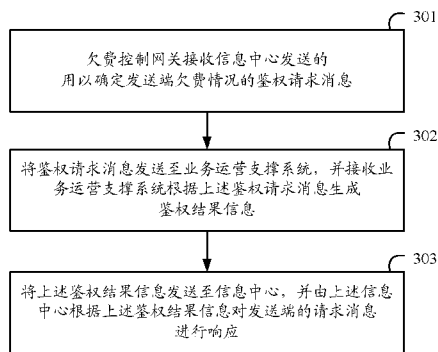 301
欠费控制网关接收信息中心发送的
用以确定发送端欠费情况的鉴权请求消息
302
将鉴权请求消息发送至业务运营支撑系统，并接收业
务运营支撑系统根据上述鉴权请求消息生成
鉴权结果信息
303
将上述鉴权结果信息发送至信息中心，并由上述信息
中心根据上述鉴权结果信息对发送端的请求消息
进行响应